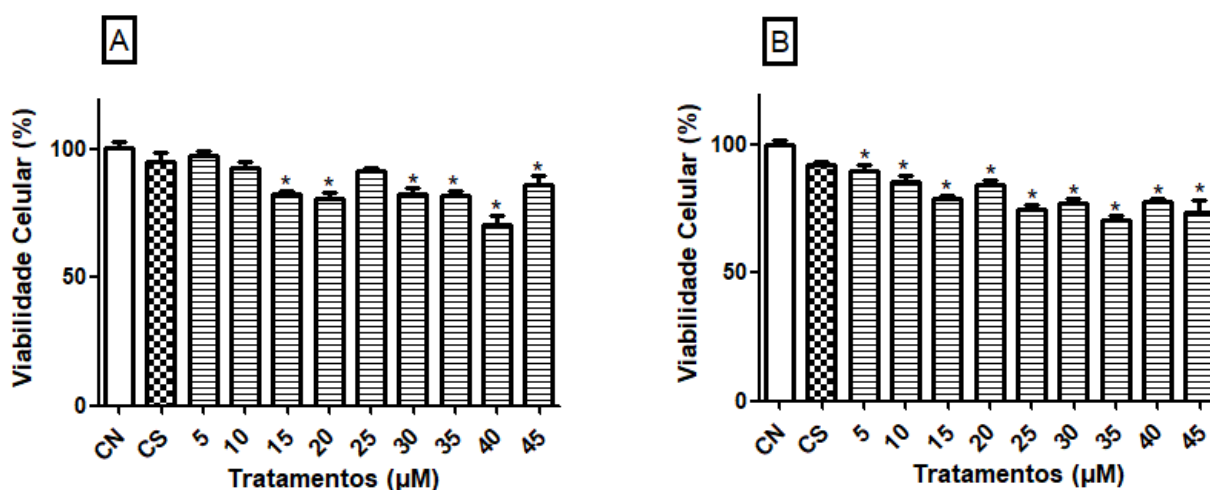 A
Viabilidade Celular (%)
100
50
0
* * * * * *
CN CS 5 10 15 20 25 30 35 40 45
Tratamentos (µM)
B
Viabilidade Celular (%)
100
50
0
* * * * * * * * *
CN CS 5 10 15 20 25 30 35 40 45
Tratamentos (µM)